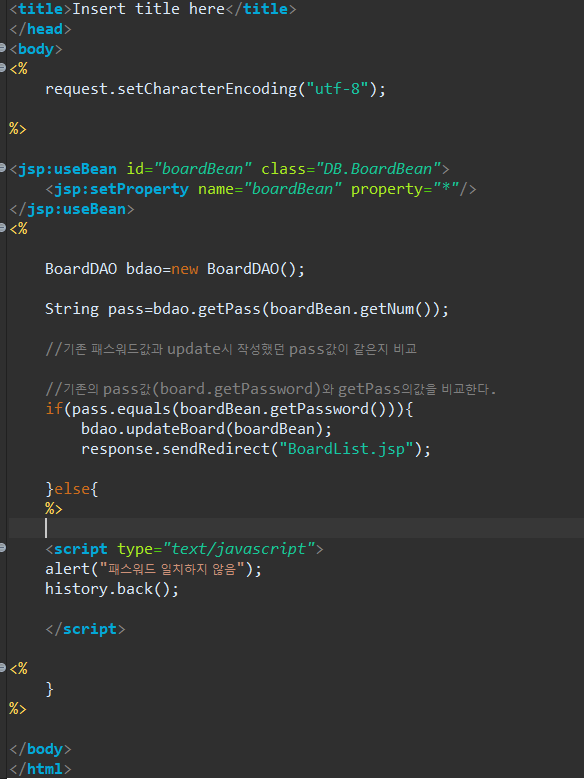 <title>Insert title here</title>
</head>
<body>
<%
request.setCharacterEncoding("utf-8");
%>
<jsp:useBean id="boardBean" class="DB.BoardBean">
<jsp:setProperty name="boardBean" property="*"/>
</jsp:useBean>
<%
BoardDAO bdao=new BoardDAO();
String pass=bdao.getPass(boardBean.getNum());
//기존 패스워드값과 update시 작성했던 pass값이 같은지 비교
//기존의 pass값(board.getPassword)와 getPass의값을 비교한다.
if(pass.equals(boardBean.getPassword())){
bdao.updateBoard(boardBean);
response.sendRedirect("BoardList.jsp");
}else{
%>
<script type="text/javascript">
alert("패스워드 일치하지 않음");
history.back();
</script>
<%
}
%>
</body>
</html>